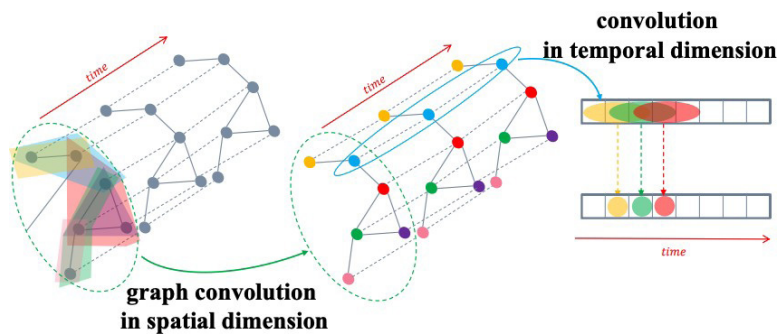 convolution
in temporal dimension
time
time
time
graph convolution
in spatial dimension